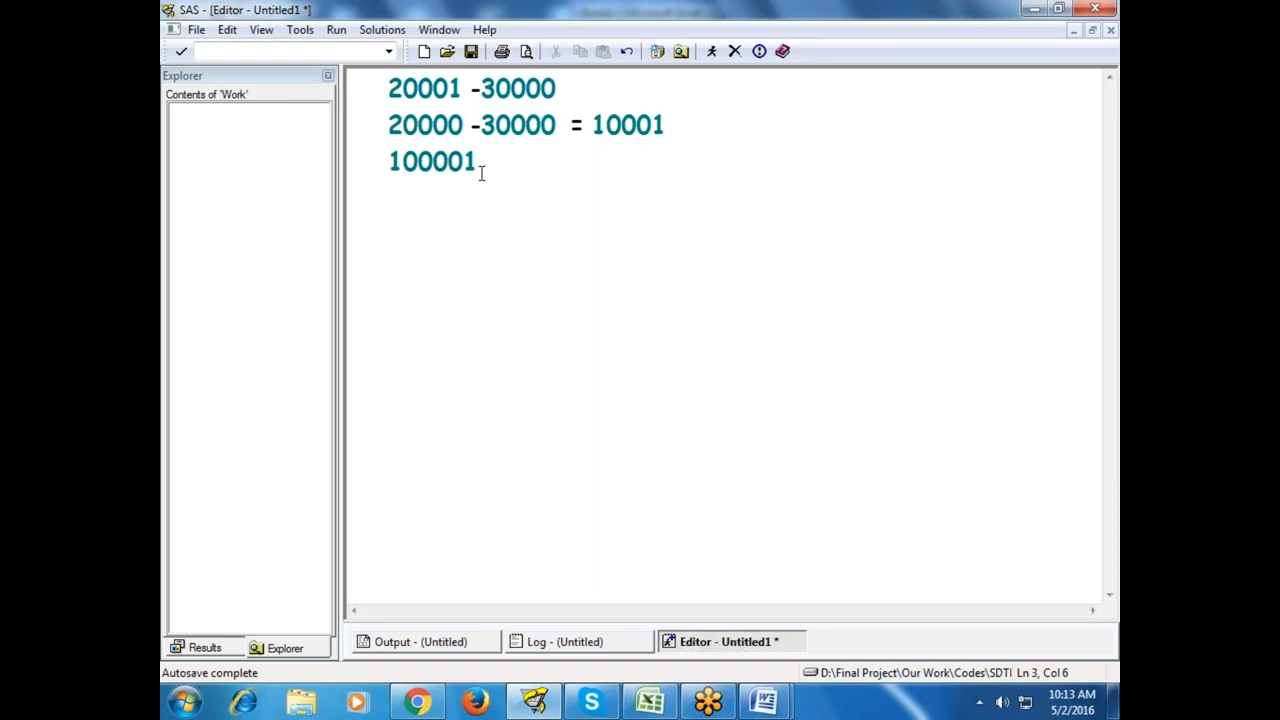 SAS - [Editor - Untitled1 *]
File Edit View Tools Run Solutions Window Help
Explorer
Contents of 'Work'
20001 -30000
20000 -30000 = 10001
100001
Results Explorer
Output - (Untitled) Log - (Untitled) Editor - Untitled1 *
Autosave complete D:\Final Project\Our Work\Codes\SDTI Ln 3, Col 6
10:13 AM
5/2/2016